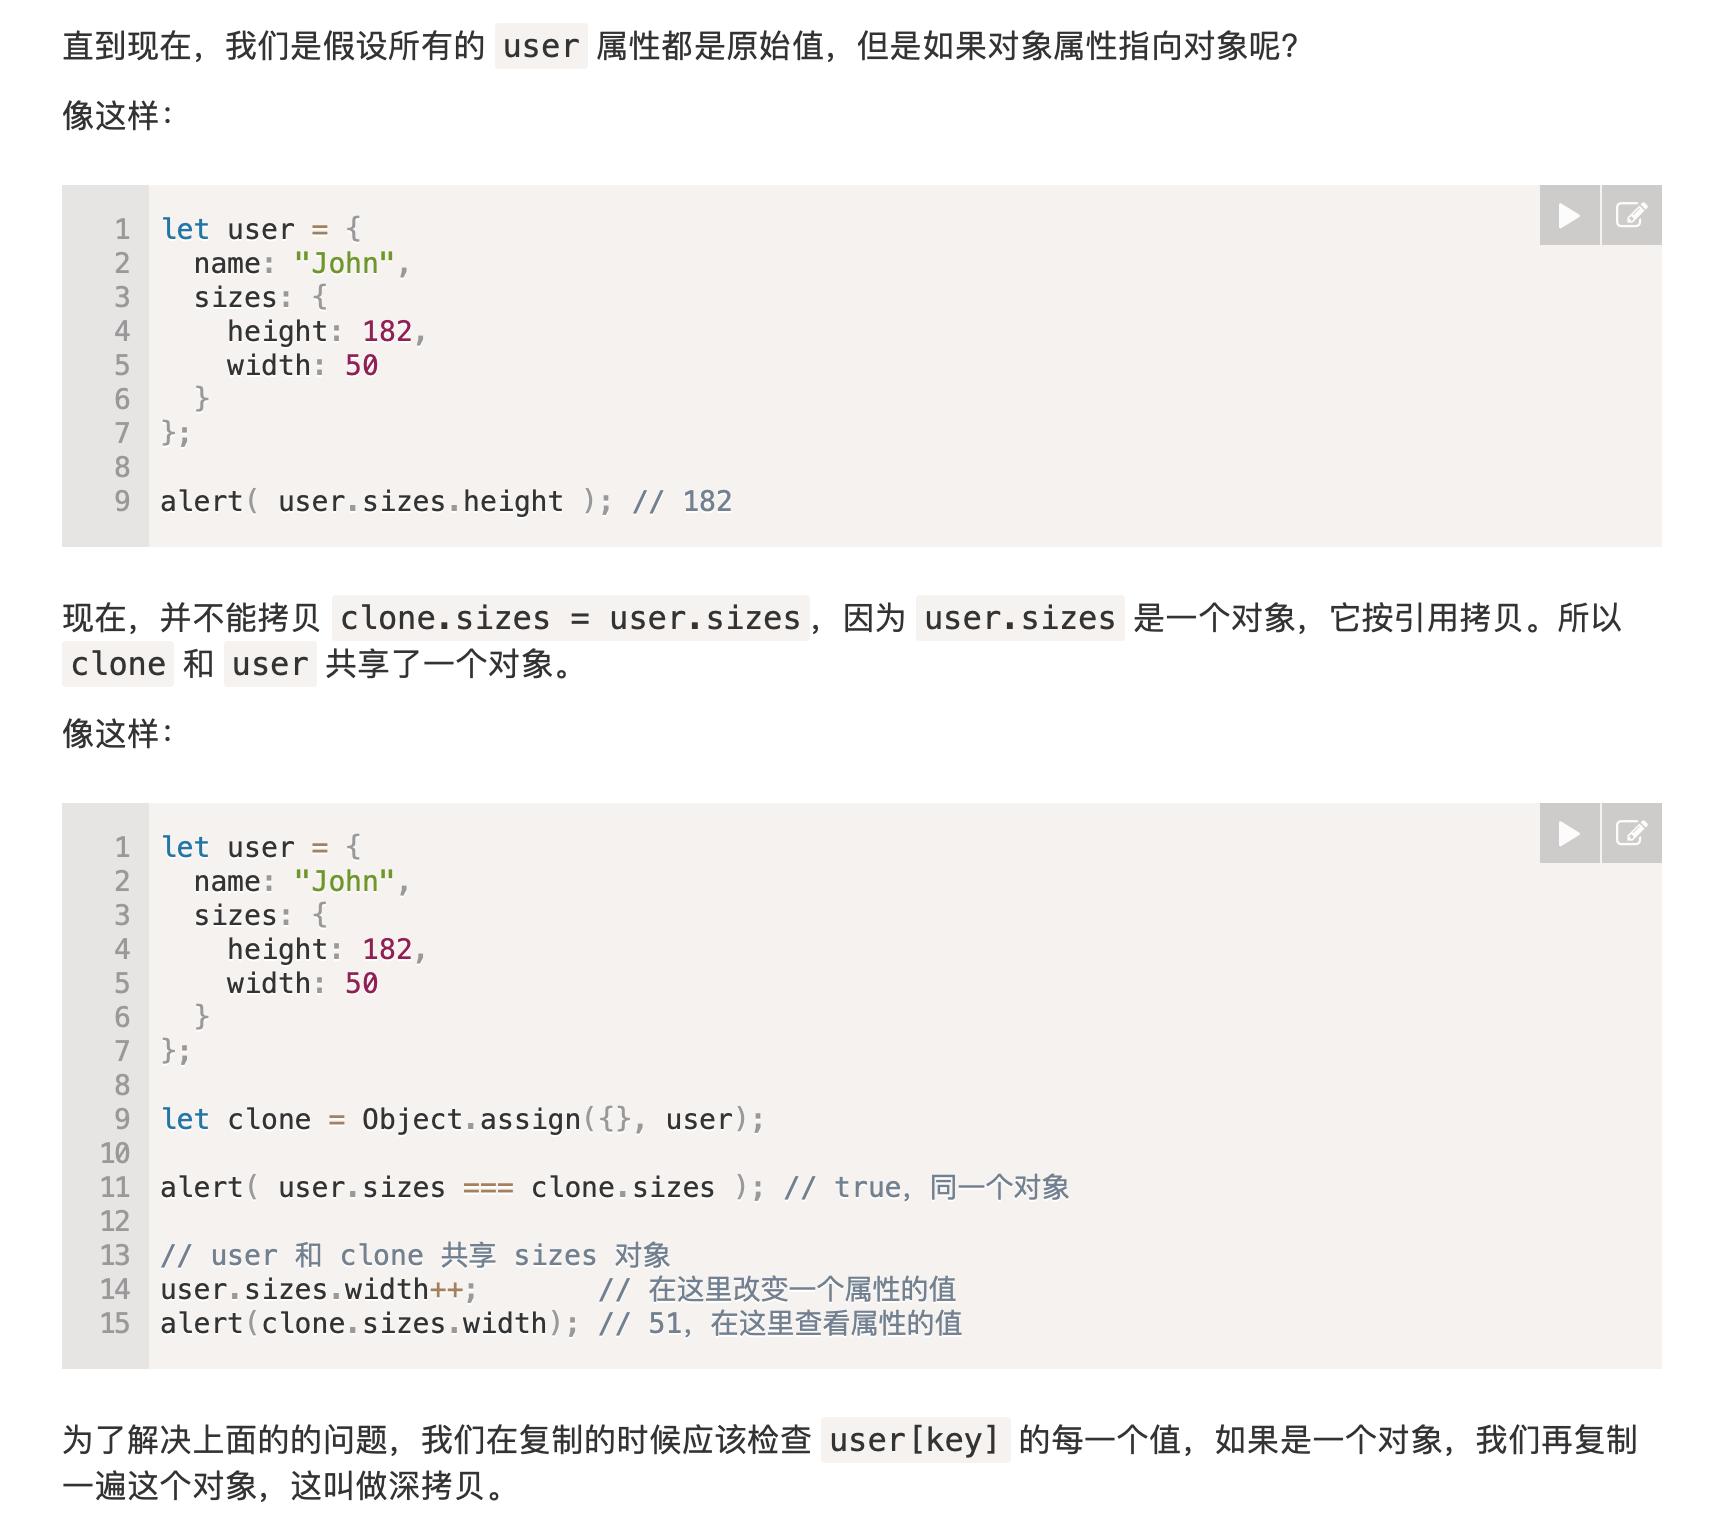 直到现在，我们是假设所有的 user 属性都是原始值，但是如果对象属性指向对象呢？
像这样：
1 let user = {
2   name: "John",
3   sizes: {
4     height: 182,
5     width: 50
6   }
7 };
8
9 alert( user.sizes.height ); // 182
现在，并不能拷贝 clone.sizes = user.sizes，因为 user.sizes 是一个对象，它按引用拷贝。所以
clone 和 user 共享了一个对象。
像这样：
1 let user = {
2   name: "John",
3   sizes: {
4     height: 182,
5     width: 50
6   }
7 };
8
9 let clone = Object.assign({}, user);
10
11 alert( user.sizes === clone.sizes ); // true，同一个对象
12
13 // user 和 clone 共享 sizes 对象
14 user.sizes.width++;       // 在这里改变一个属性的值
15 alert(clone.sizes.width); // 51，在这里查看属性的值
为了解决上面的的问题，我们在复制的时候应该检查 user[key] 的每一个值，如果是一个对象，我们再复制
一遍这个对象，这叫做深拷贝。